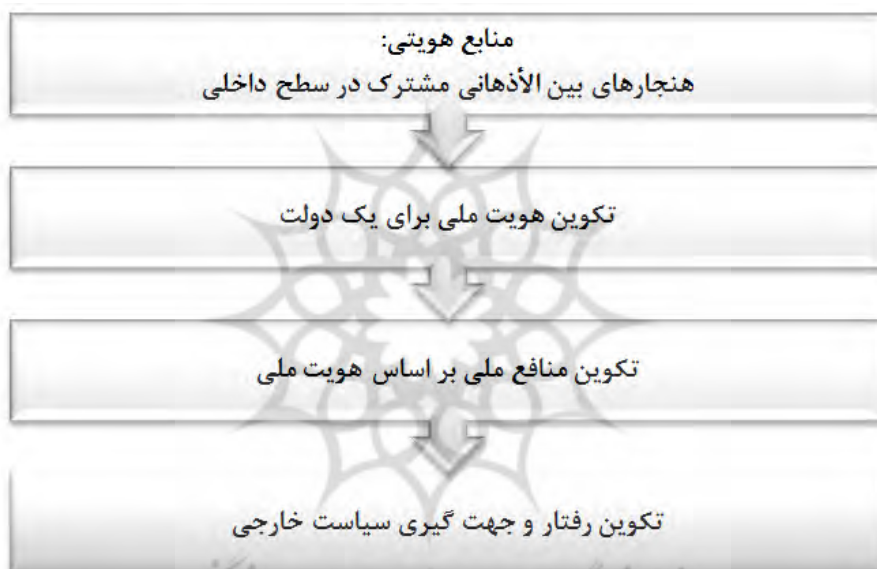 منابع هویتی:
هنجارهای بین الأذهانی مشترک در سطح داخلی
تکوین هویت ملی برای یک دولت
تکوین منافع ملی بر اساس هویت ملی
تکوین رفتار و جهت گیری سیاست خارجی